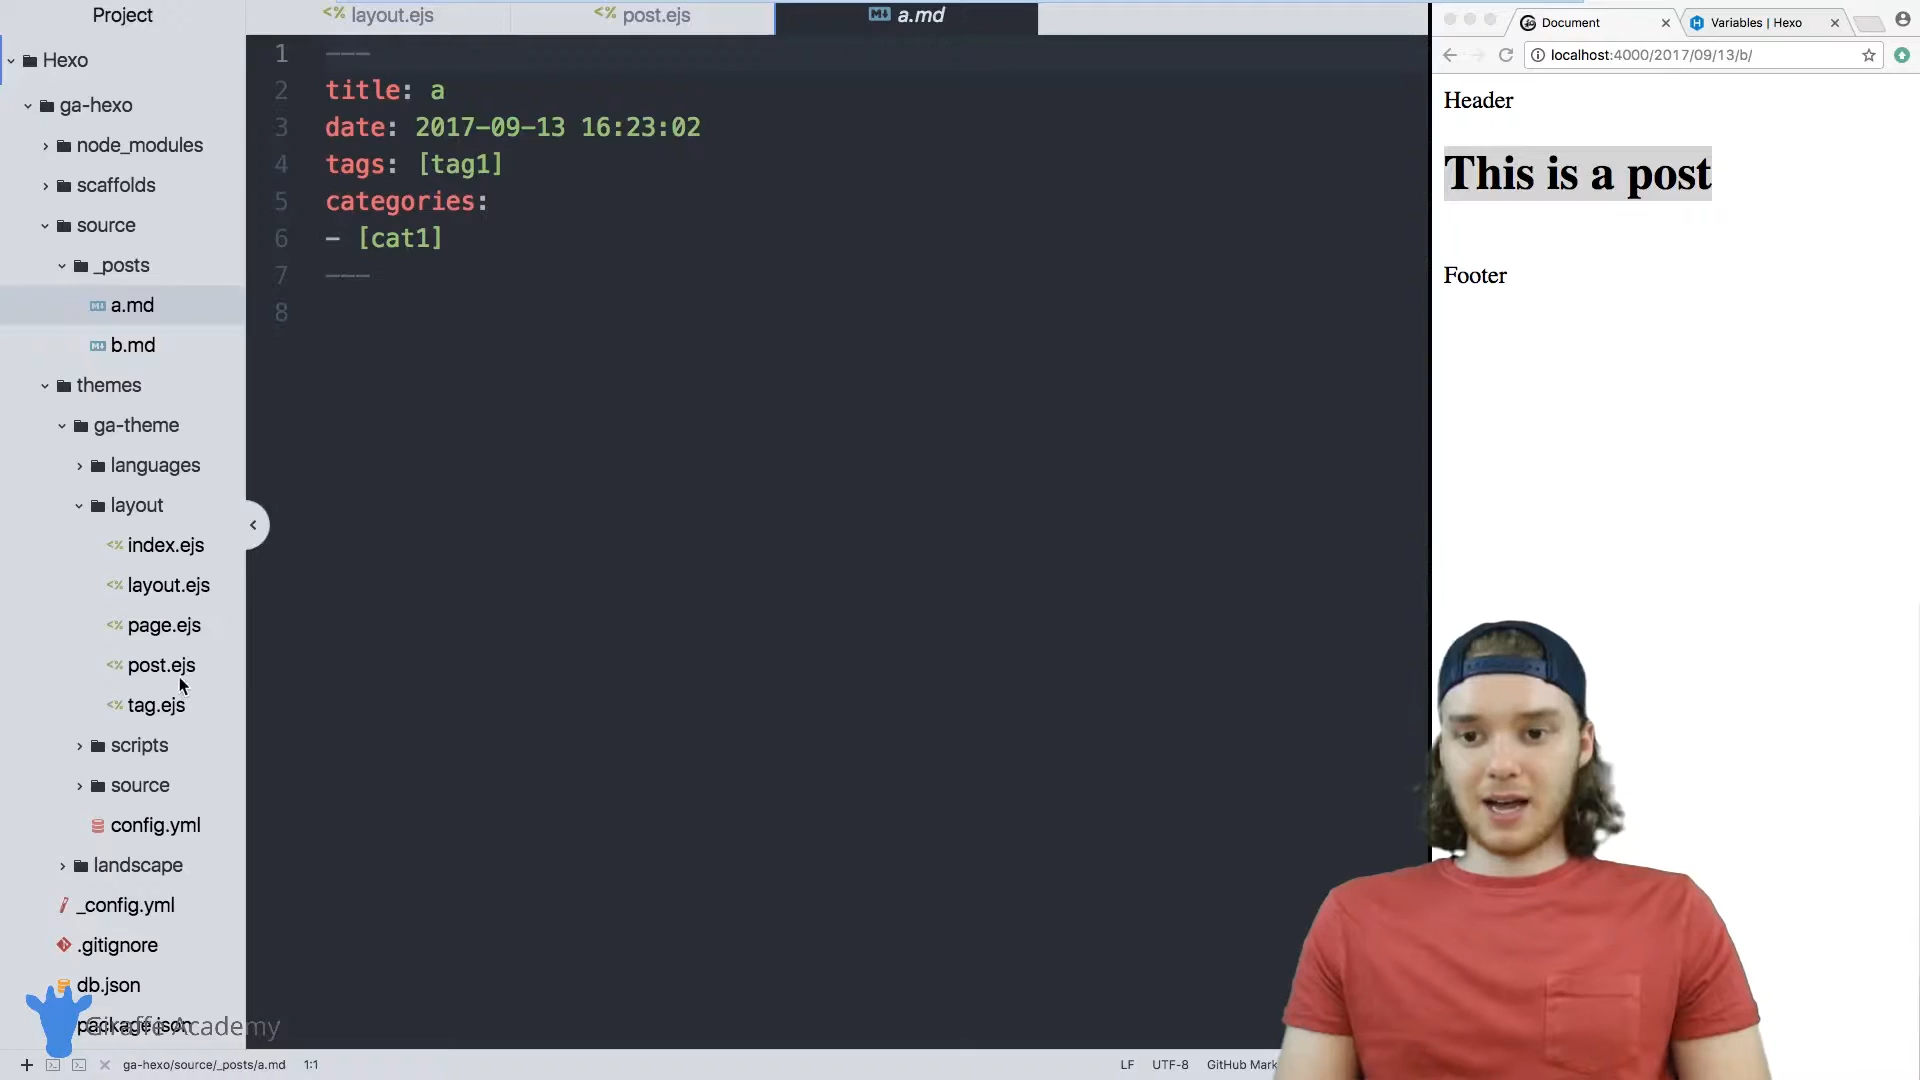 Project
Hexo
ga-hexo
node_modules
scaffolds
source
_posts
a.md
b.md
themes
ga-theme
languages
layout
index.ejs
layout.ejs
page.ejs
post.ejs
tag.ejs
scripts
source
config.yml
landscape
_config.yml
.gitignore
db.json
package.json
Giraffe Academy
layout.ejs
post.ejs
a.md
1 ---
2 title: a
3 date: 2017-09-13 16:23:02
4 tags: [tag1]
5 categories:
6 - [cat1]
7 ---
8
ga-hexo/source/_posts/a.md 1:1
LF UTF-8 GitHub Mark
Document
Variables | Hexo
localhost:4000/2017/09/13/b/
Header
This is a post
Footer